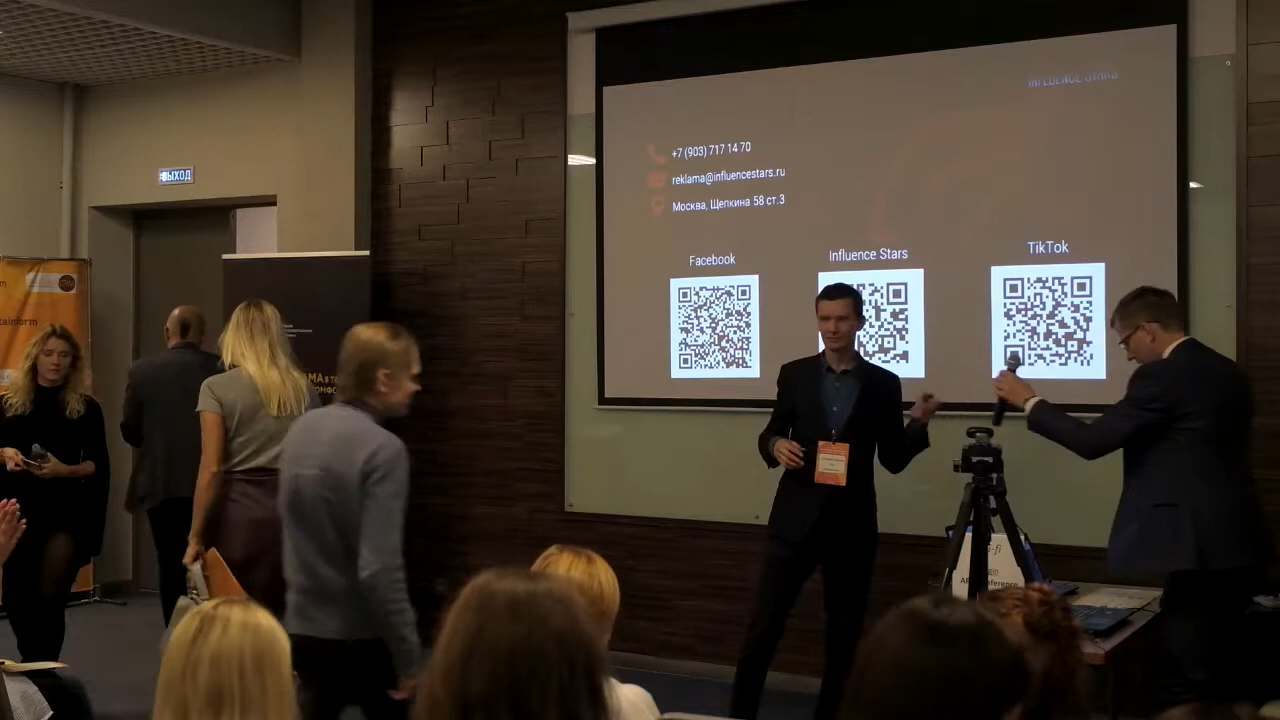 INFLUENCE STARS
+7 (903) 717 14 70
reklama@influencestars.ru
Москва, Щепкина 58 ст.3
Facebook
Influence Stars
TikTok
ВЫХОД